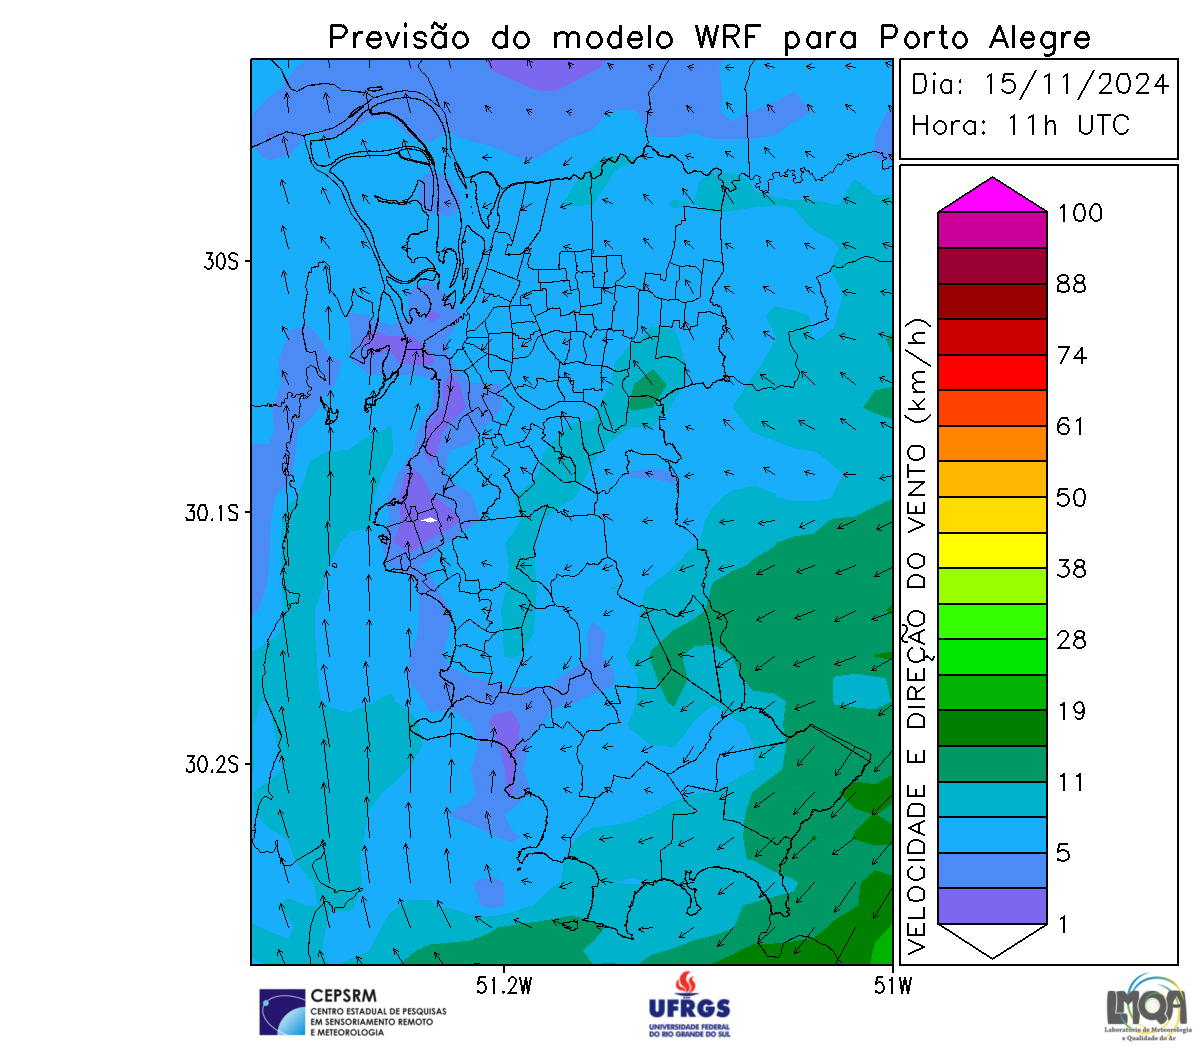 Previsão do modelo WRF para Porto Alegre
Dia: 15/11/2024
Hora: 11h UTC
30S
30.1S
30.2S
51.2W
51W
VELOCIDADE E DIREÇÃO DO VENTO (km/h)
100
88
74
61
50
38
28
19
11
5
1
CEPSRM
CENTRO ESTADUAL DE PESQUISAS
EM SENSORIAMENTO REMOTO
E METEOROLOGIA
UFRGS
UNIVERSIDADE FEDERAL
DO RIO GRANDE DO SUL
LMQA
Laboratório de Meteorologia
e Qualidade do Ar